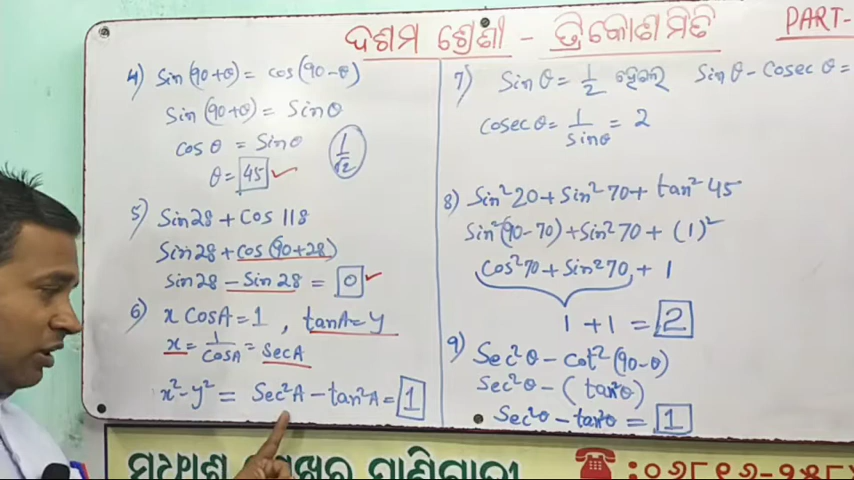 ଦଶମ ଶ୍ରେଣୀ - ତ୍ରିକୋଣମିତି
PART-
4) Sin(90+θ) = cos(90-θ)
Sin(90+θ) = Sinθ
cosθ = Sinθ
1/√2
θ = 45 ✓
5) Sin28 + Cos 118
Sin28 + cos(90+28)
Sin28 - Sin28 = 0 ✓
6) x CosA = 1 , tanA = y
x = 1/CosA = SecA
x² - y² = Sec²A - tan²A = 1
7) Sinθ = 1/2 ହେଲେ Sinθ - Cosecθ =
cosecθ = 1/Sinθ = 2
8) Sin²20 + Sin²70 + tan²45
Sin²(90-70) + Sin²70 + (1)²
Cos²70 + Sin²70 + 1
1 + 1 = 2
9) Sec²θ - cot²(90-θ)
Sec²θ - (tan²θ)
Sec²θ - tan²θ = 1